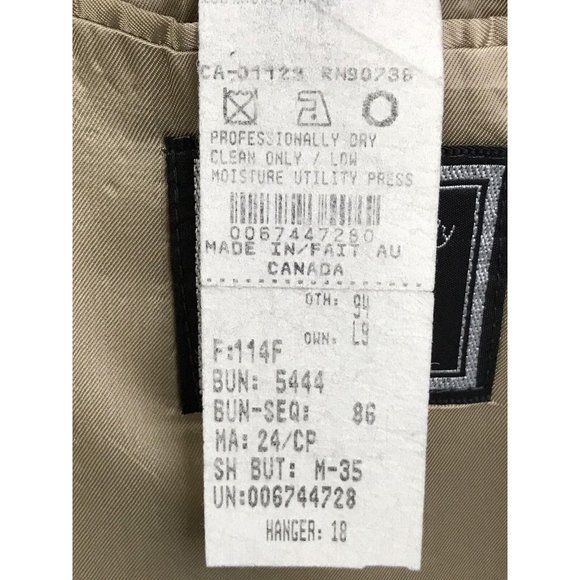 CA-01123 RN90738
PROFESSIONALLY DRY
CLEAN ONLY / LOW
MOISTURE UTILITY PRESS
0067447280
MADE IN/FAIT AU
CANADA
OTH: 94
OWN: L9
F:114F
BUN: 5444
BUN-SEQ: 86
MA: 24/CP
SH BUT: M-35
UN:006744728
HANGER: 18